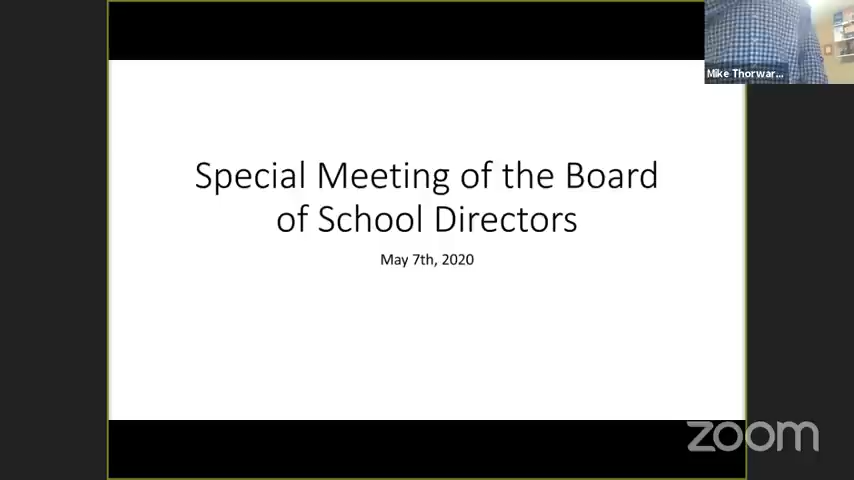 Mike Thorwar...
Special Meeting of the Board
of School Directors
May 7th, 2020
zoom